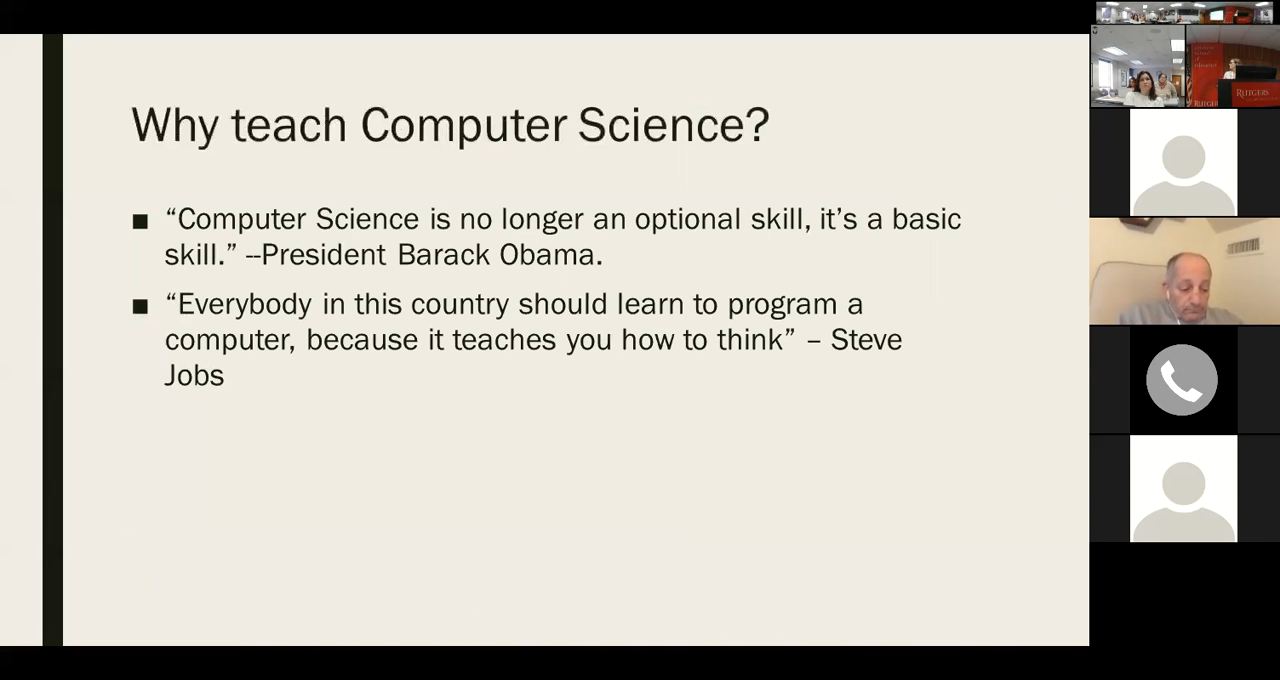 Why teach Computer Science?
■ “Computer Science is no longer an optional skill, it’s a basic
skill.” --President Barack Obama.
■ “Everybody in this country should learn to program a
computer, because it teaches you how to think” – Steve
Jobs
RUTGERS